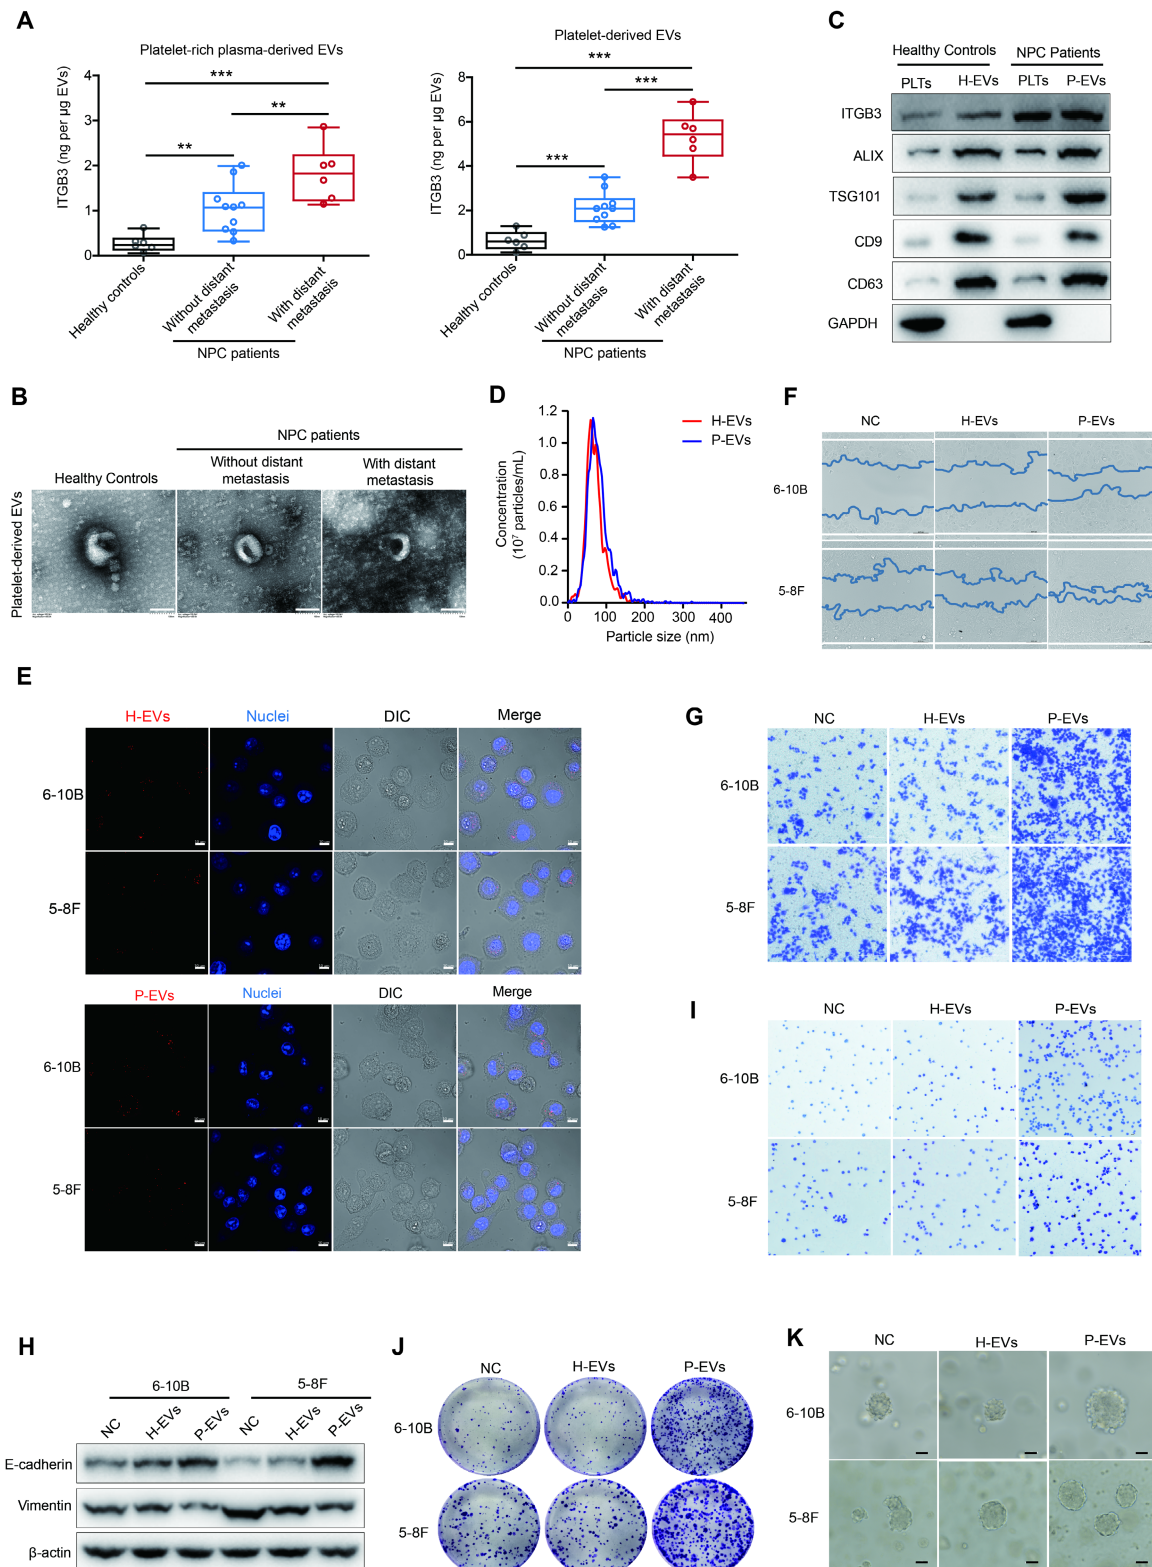 A
Platelet-rich plasma-derived EVs
ITGB3 (ng per μg EVs)
4
3
2
1
0
***
**
**
Healthy controls
Without distant
metastasis
With distant
metastasis
NPC patients
Platelet-derived EVs
ITGB3 (ng per μg EVs)
8
6
4
2
0
***
***
***
Healthy controls
Without distant
metastasis
With distant
metastasis
NPC patients
C
Healthy Controls
NPC Patients
PLTs H-EVs PLTs P-EVs
ITGB3
ALIX
TSG101
CD9
CD63
GAPDH
B
NPC patients
Healthy Controls
Without distant
metastasis
With distant
metastasis
Platelet-derived EVs
D
Concentration
(10⁷ particles/mL)
1.2
1.0
0.8
0.6
0.4
0.2
0.0
0 100 200 300 400
Particle size (nm)
H-EVs
P-EVs
F
NC H-EVs P-EVs
6-10B
5-8F
E
H-EVs Nuclei DIC Merge
6-10B
5-8F
P-EVs Nuclei DIC Merge
6-10B
5-8F
G
NC H-EVs P-EVs
6-10B
5-8F
I
NC H-EVs P-EVs
6-10B
5-8F
H
6-10B 5-8F
NC H-EVs P-EVs NC H-EVs P-EVs
E-cadherin
Vimentin
β-actin
J
NC H-EVs P-EVs
6-10B
5-8F
K
NC H-EVs P-EVs
6-10B
5-8F